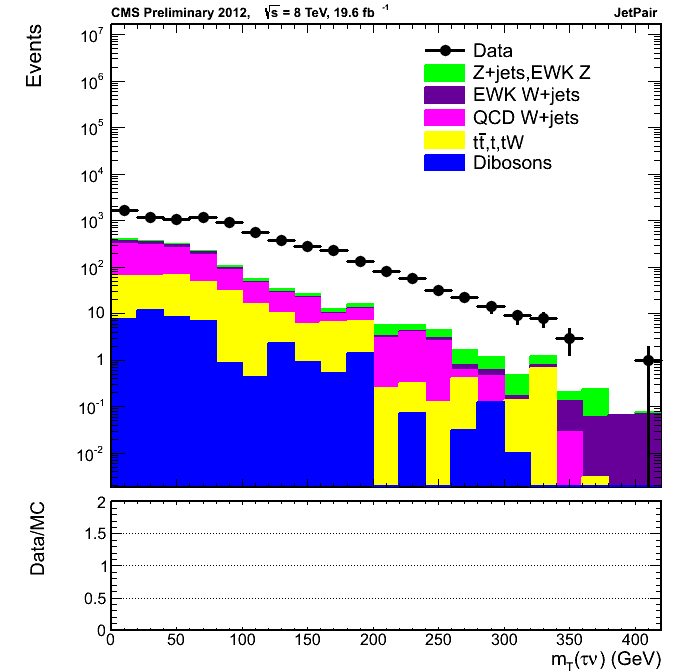 CMS Preliminary 2012, √s = 8 TeV, 19.6 fb⁻¹ JetPair
Events
10⁷
10⁶
10⁵
10⁴
10³
10²
10
1
10⁻¹
10⁻²
Data
Z+jets,EWK Z
EWK W+jets
QCD W+jets
tt̄,t,tW
Dibosons
Data/MC
2
1.5
1
0.5
0
0 50 100 150 200 250 300 350 400
m_T(τν) (GeV)